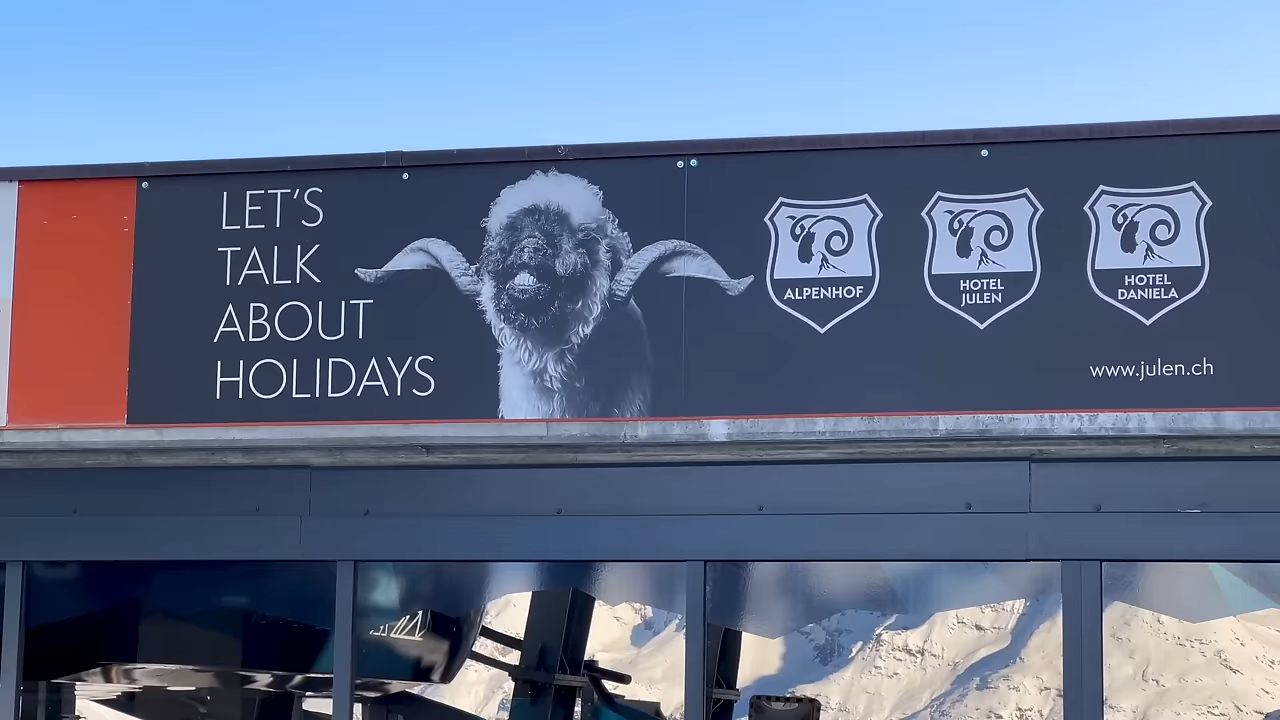 LET'S
TALK
ABOUT
HOLIDAYS
ALPENHOF
HOTEL
JULEN
HOTEL
DANIELA
www.julen.ch